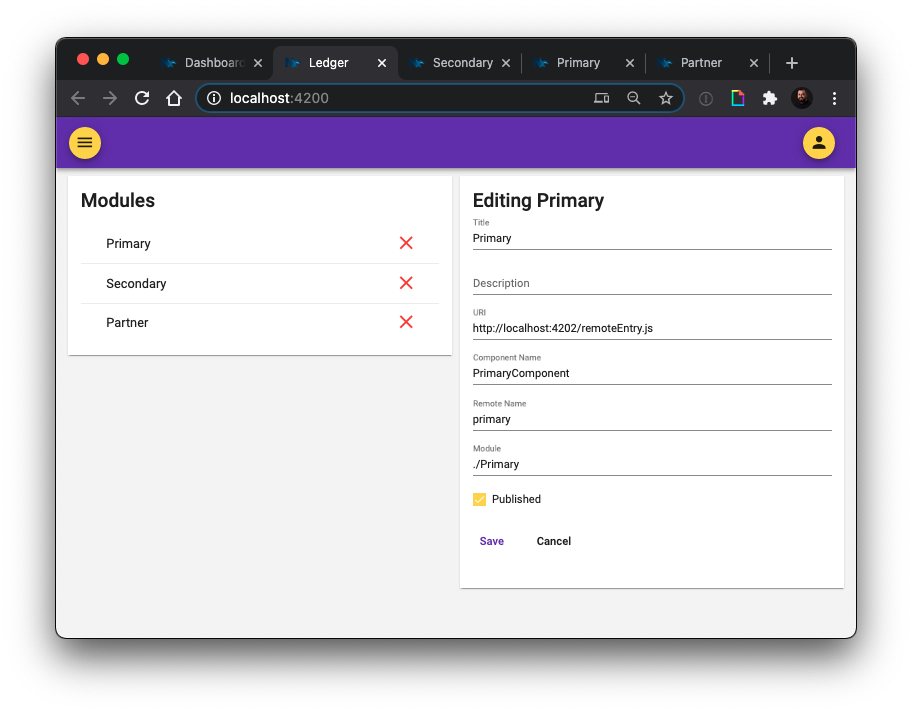 Dashboard Ledger Secondary Primary Partner
localhost:4200
Modules
Primary
Secondary
Partner
Editing Primary
Title
Primary
Description
URI
http://localhost:4202/remoteEntry.js
Component Name
PrimaryComponent
Remote Name
primary
Module
./Primary
Published
Save Cancel